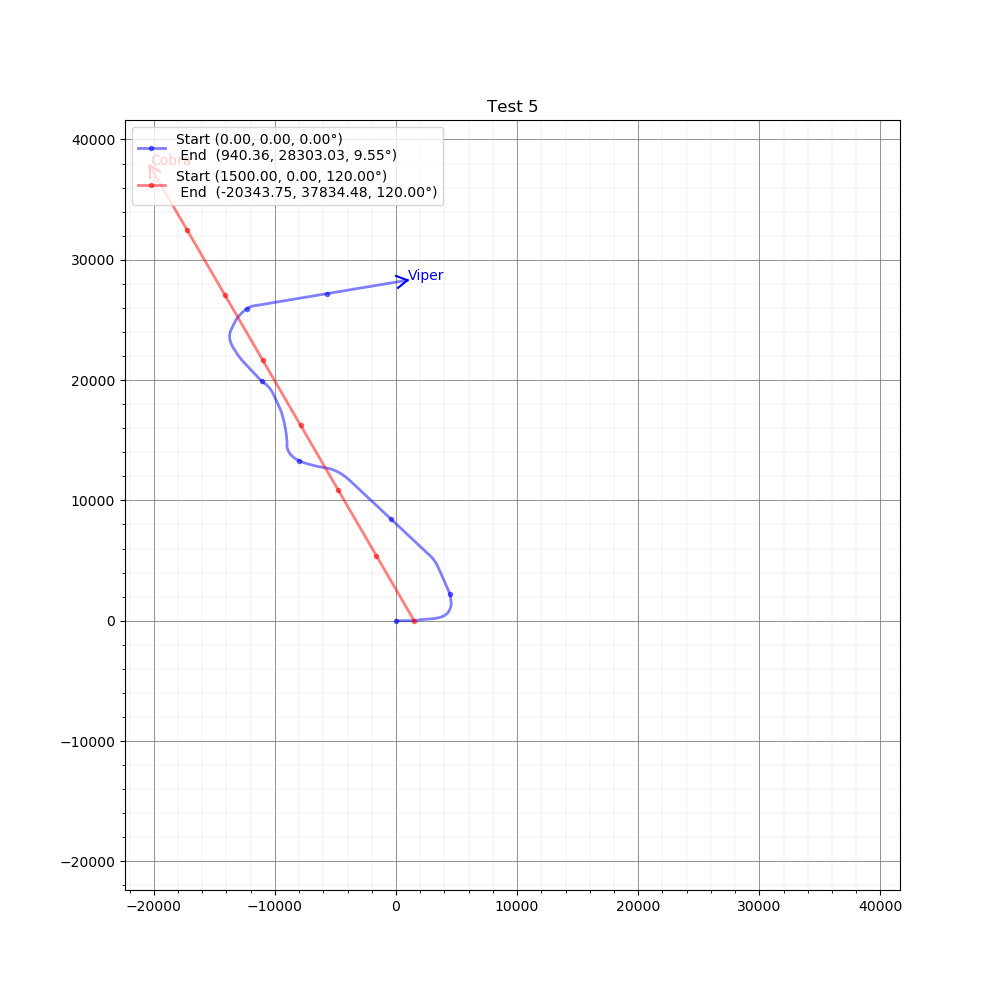 Test 5
Start (0.00, 0.00, 0.00°)
End (940.36, 28303.03, 9.55°)
Start (1500.00, 0.00, 120.00°)
End (-20343.75, 37834.48, 120.00°)
Cobra
Viper
40000
30000
20000
10000
0
−10000
−20000
−20000 −10000 0 10000 20000 30000 40000